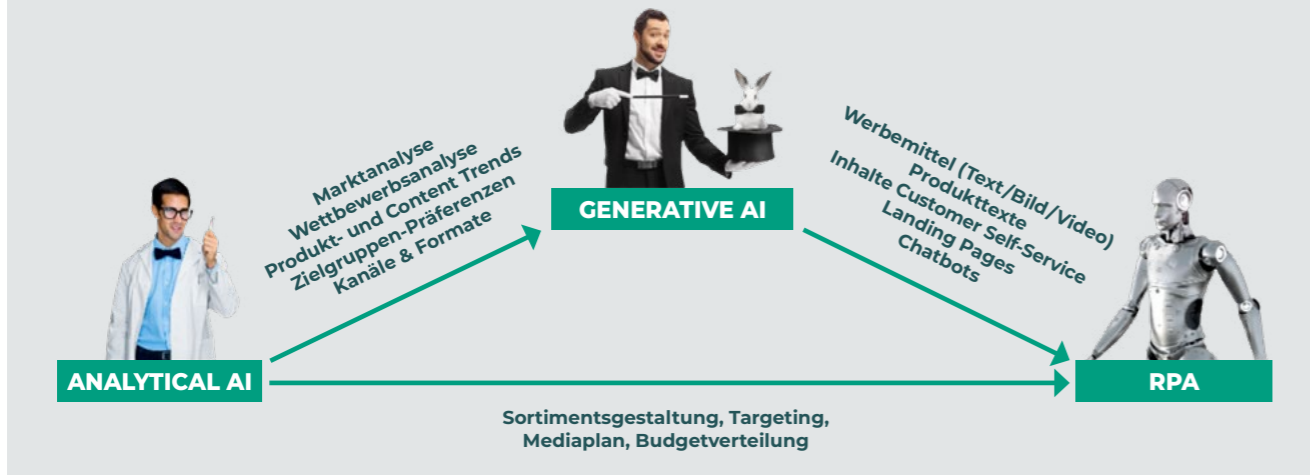 Marktanalyse
Wettbewerbsanalyse
Produkt- und Content Trends
Zielgruppen-Präferenzen
Kanäle & Formate
GENERATIVE AI
Werbemittel (Text/Bild/Video)
Produkttexte
Inhalte Customer Self-Service
Landing Pages
Chatbots
ANALYTICAL AI
RPA
Sortimentsgestaltung, Targeting,
Mediaplan, Budgetverteilung